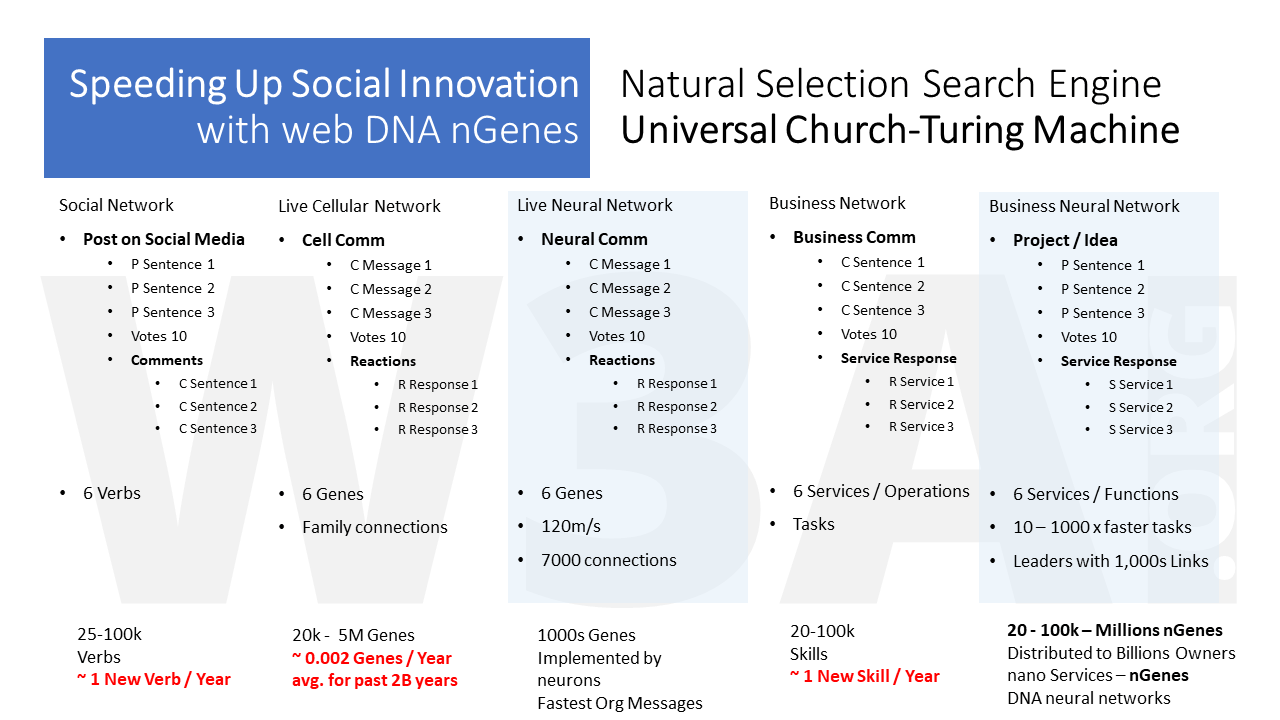 Speeding Up Social Innovation
with web DNA nGenes
Natural Selection Search Engine
Universal Church-Turing Machine
Social Network
• Post on Social Media
• P Sentence 1
• P Sentence 2
• P Sentence 3
• Votes 10
• Comments
• C Sentence 1
• C Sentence 2
• C Sentence 3
• 6 Verbs
25-100k
Verbs
~ 1 New Verb / Year
Live Cellular Network
• Cell Comm
• C Message 1
• C Message 2
• C Message 3
• Votes 10
• Reactions
• R Response 1
• R Response 2
• R Response 3
• 6 Genes
• Family connections
20k - 5M Genes
~ 0.002 Genes / Year
avg. for past 2B years
Live Neural Network
• Neural Comm
• C Message 1
• C Message 2
• C Message 3
• Votes 10
• Reactions
• R Response 1
• R Response 2
• R Response 3
• 6 Genes
• 120m/s
• 7000 connections
1000s Genes
Implemented by
neurons
Fastest Org Messages
Business Network
• Business Comm
• C Sentence 1
• C Sentence 2
• C Sentence 3
• Votes 10
• Service Response
• R Service 1
• R Service 2
• R Service 3
• 6 Services / Operations
• Tasks
20-100k
Skills
~ 1 New Skill / Year
Business Neural Network
• Project / Idea
• P Sentence 1
• P Sentence 2
• P Sentence 3
• Votes 10
• Service Response
• S Service 1
• S Service 2
• S Service 3
• 6 Services / Functions
• 10 – 1000 x faster tasks
• Leaders with 1,000s Links
20 - 100k – Millions nGenes
Distributed to Billions Owners
nano Services – nGenes
DNA neural networks
W3A
.ORG